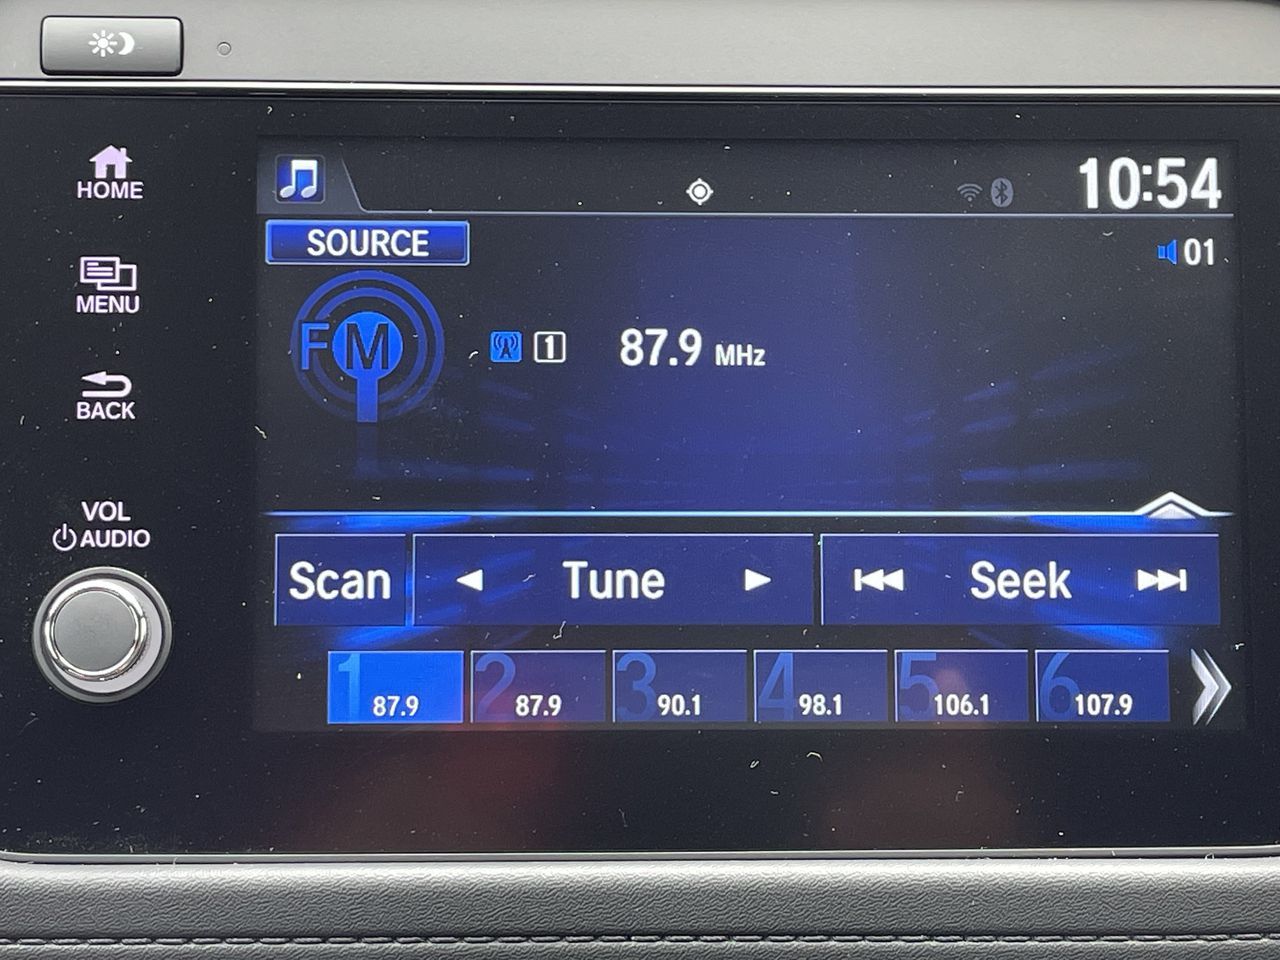 10:54
HOME
SOURCE
01
FM
1
87.9 MHz
MENU
BACK
VOL
AUDIO
Scan
Tune
Seek
1 87.9
2 87.9
3 90.1
4 98.1
5 106.1
6 107.9